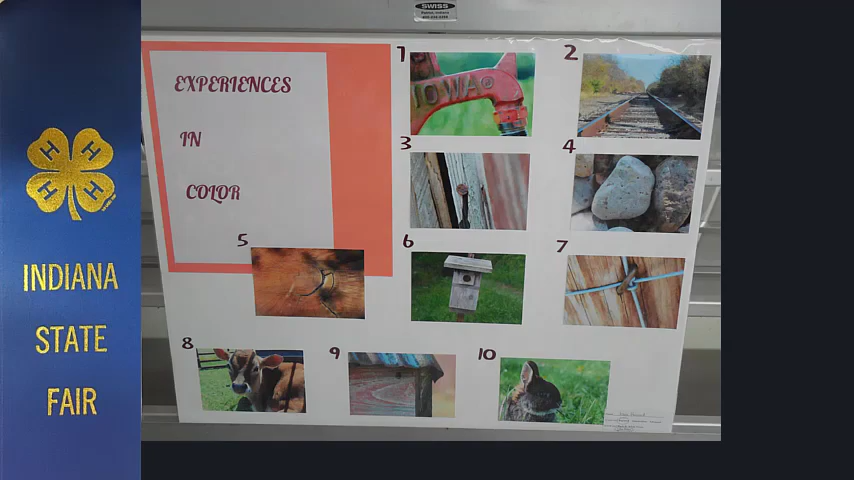 SWISS
EXPERIENCES
IN
COLOR
1
IOWA
2
3
4
5
6
7
8
9
10
H H
H H
INDIANA
STATE
FAIR